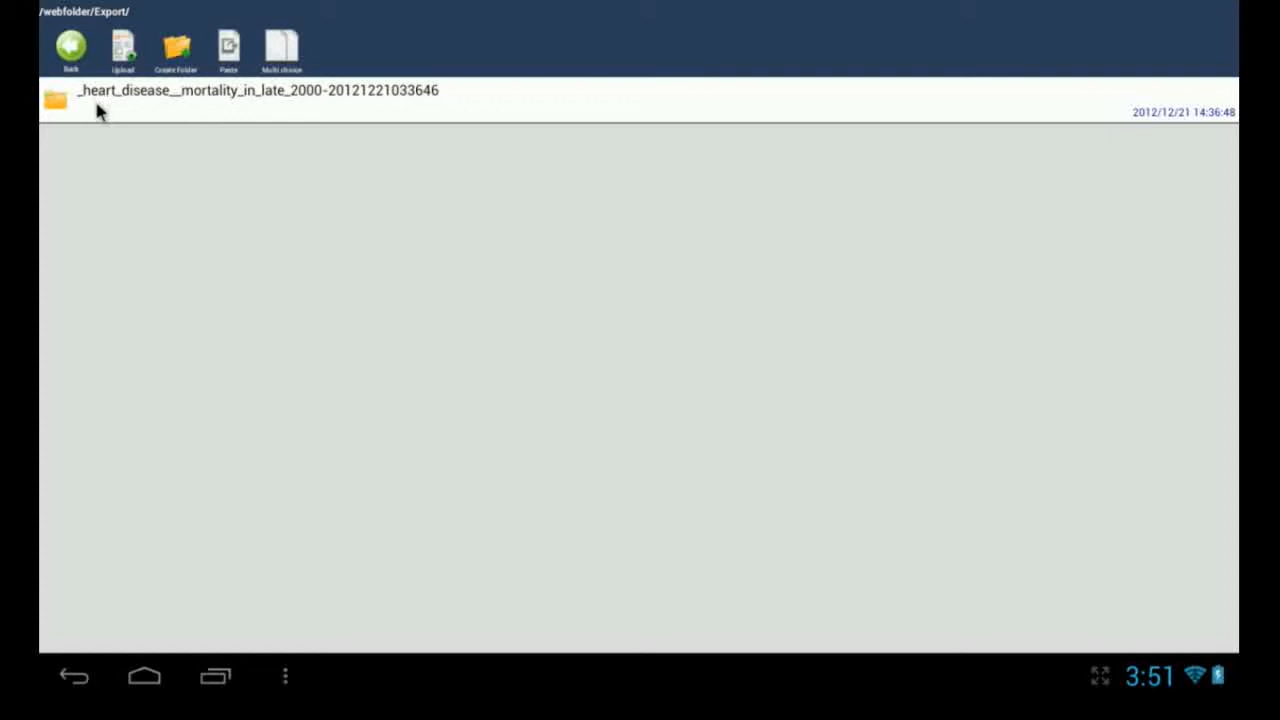 /webfolder/Export/
Back Upload Create Folder Paste Multi choice
_heart_disease__mortality_in_late_2000-20121221033646
2012/12/21 14:36:48
3:51